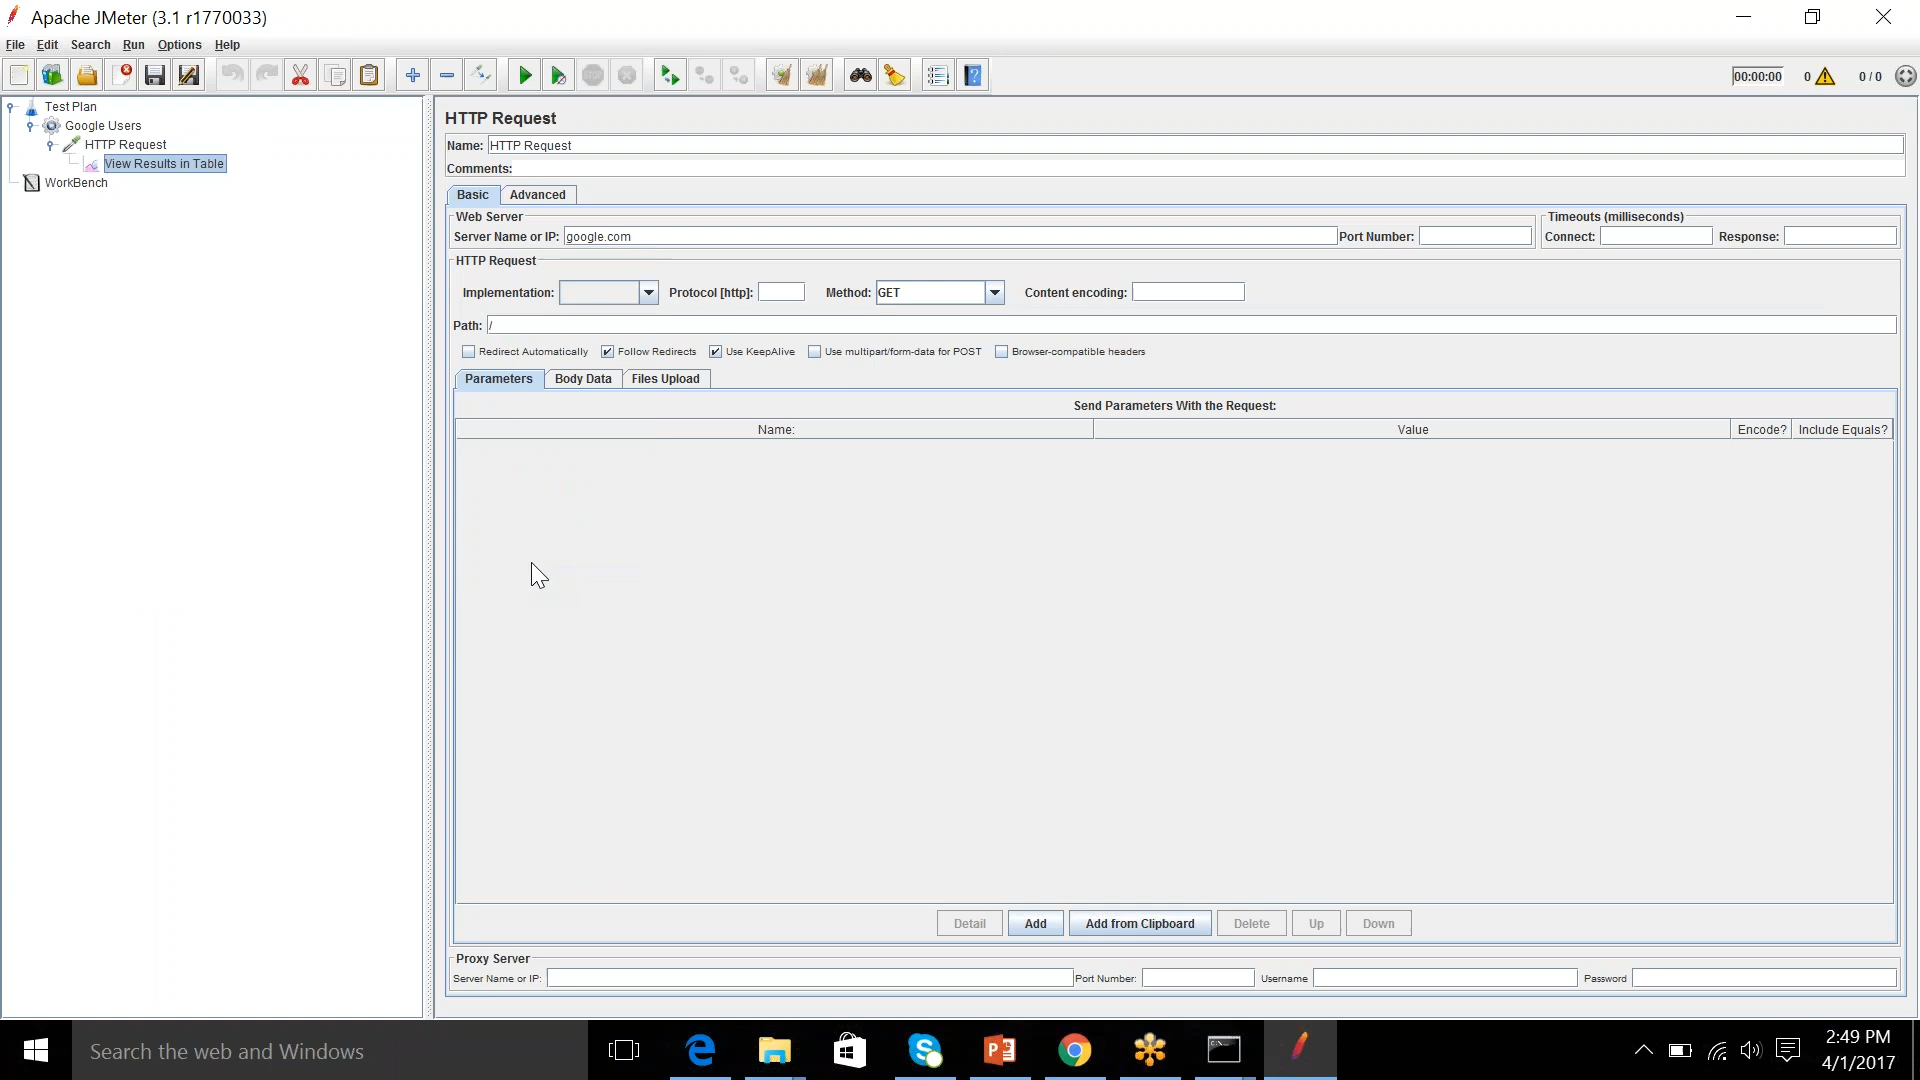 Apache JMeter (3.1 r1770033)
File Edit Search Run Options Help
00:00:00 0 0 / 0
Test Plan
Google Users
HTTP Request
View Results in Table
WorkBench
HTTP Request
Name: HTTP Request
Comments:
Basic Advanced
Web Server
Server Name or IP: google.com Port Number:
Timeouts (milliseconds)
Connect: Response:
HTTP Request
Implementation: Protocol [http]: Method: GET Content encoding:
Path: /
Redirect Automatically Follow Redirects Use KeepAlive Use multipart/form-data for POST Browser-compatible headers
Parameters Body Data Files Upload
Send Parameters With the Request:
Name: Value Encode? Include Equals?
Detail Add Add from Clipboard Delete Up Down
Proxy Server
Server Name or IP: Port Number: Username Password
Search the web and Windows
2:49 PM
4/1/2017